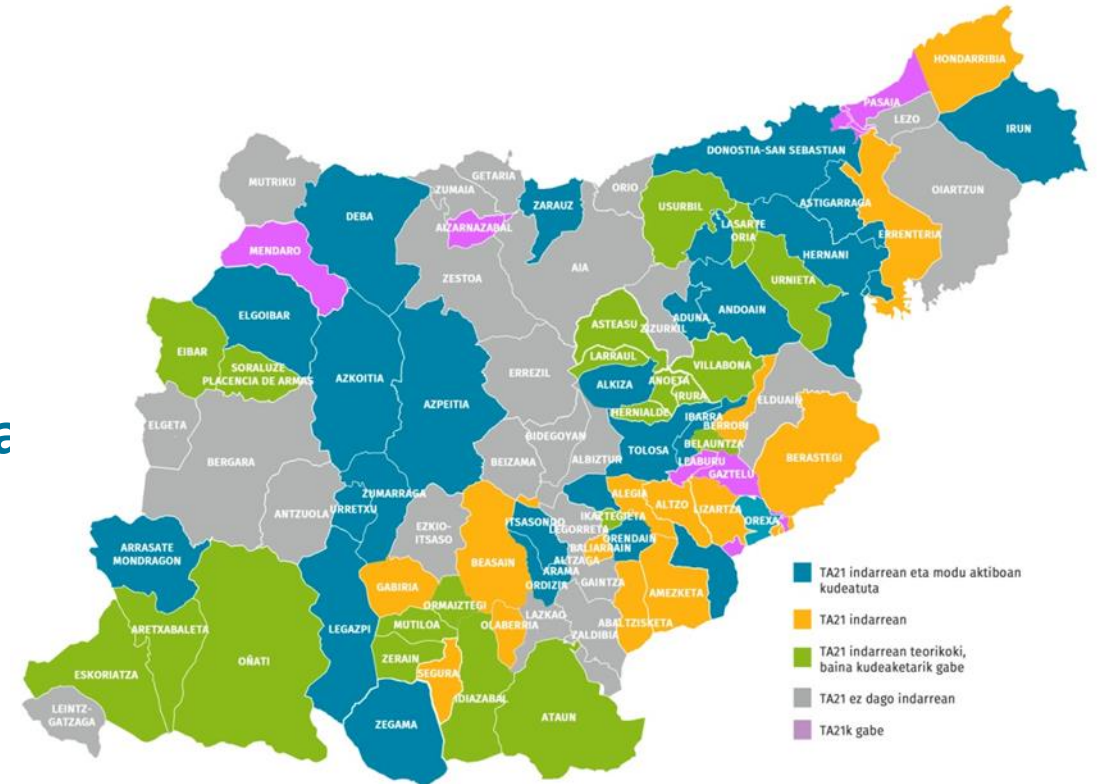 HONDARRIBIA
PASAIA
LEZO
IRUN
DONOSTIA-SAN SEBASTIAN
OIARTZUN
MUTRIKU
GETARIA
ZUMAIA
ORIO
ZARAUZ
USURBIL
ASTIGARRAGA
DEBA
AIZARNAZABAL
LASARTE
ORIA
ERRENTERIA
MENDARO
HERNANI
AIA
ZESTOA
URNIETA
ELGOIBAR
ANDOAIN
ADUNA
ASTEASU
ZIZURKIL
EIBAR
LARRAUL
VILLABONA
SORALUZE
PLACENCIA DE ARMAS
AZKOITIA
ERREZIL
ALKIZA
ANOETA
IRURA
ELDUAIN
AZPEITIA
HERNIALDE
IBARRA
BERROBI
ELGETA
BIDEGOYAN
BELAUNTZA
a
BERGARA
BEIZAMA
ALBIZTUR
TOLOSA
LEABURU
GAZTELU
BERASTEGI
ZUMARRAGA
ALEGIA
ALTZO
LIZARTZA
ANTZUOLA
URRETXU
EZKIO-
ITSASO
ITSASONDO
IKAZTEGIETA
OREXA
LEGORRETA
ORENDAIN
ARRASATE
MONDRAGON
BEASAIN
BALIARRAIN
ALTZAGA
ARAMA
GABIRIA
ORDIZIA
GAINTZA
AMEZKETA
ORMAIZTEGI
ARETXABALETA
LEGAZPI
MUTILOA
OLABERRIA
LAZKAO
ABALTZISKETA
ZALDIBIA
OÑATI
ZERAIN
ESKORIATZA
SEGURA
IDIAZABAL
LEINTZ-
GATZAGA
ZEGAMA
ATAUN
TA21 indarrean eta modu aktiboan
kudeatuta
TA21 indarrean
TA21 indarrean teorikoki,
baina kudeaketarik gabe
TA21 ez dago indarrean
TA21k gabe